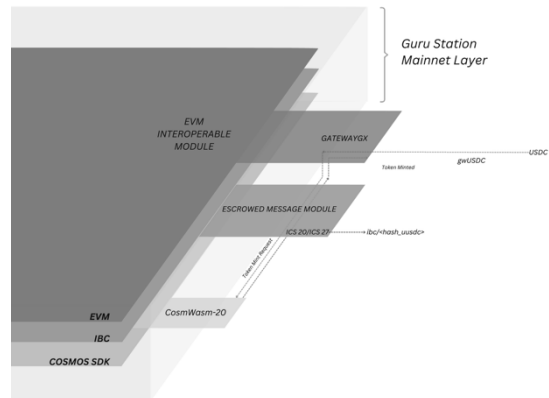 Guru Station
Mainnet Layer
EVM
INTEROPERABLE
MODULE
GATEWAYGX
USDC
gwUSDC
Token Minted
ESCROWED MESSAGE MODULE
ICS 20/ICS 27
ibc/<hash_uusdc>
Token Mint Request
CosmWasm-20
EVM
IBC
COSMOS SDK